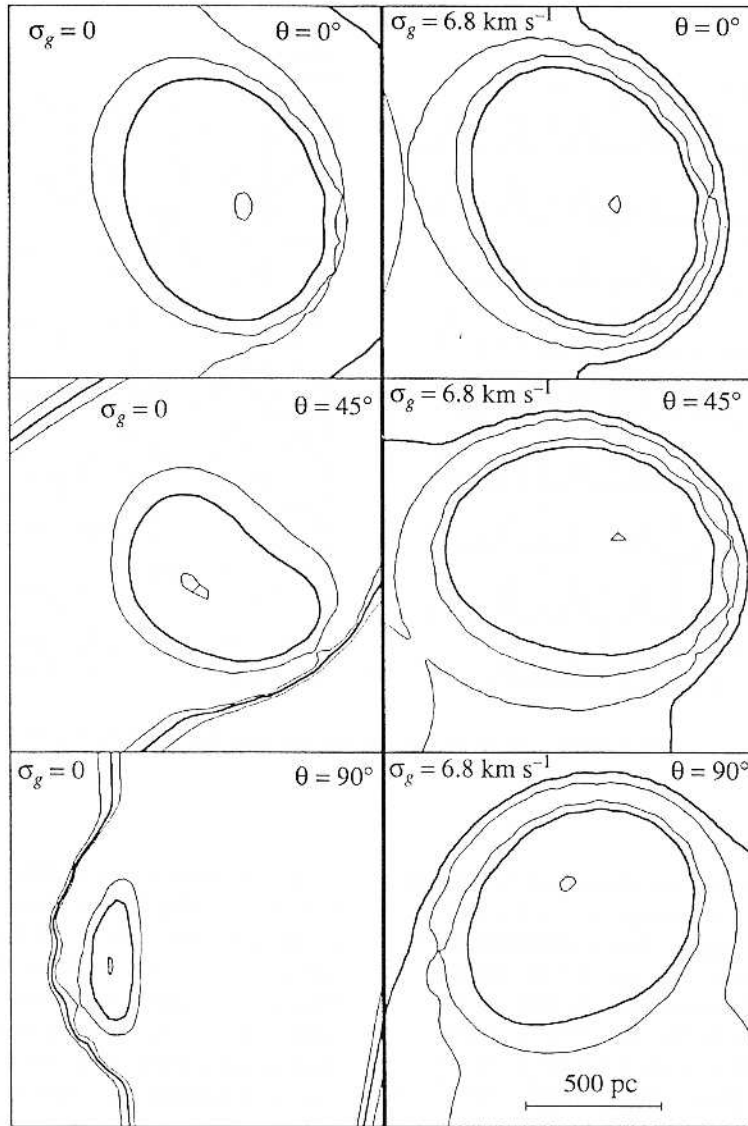 σg = 0 θ = 0°
σg = 6.8 km s⁻¹ θ = 0°
σg = 0 θ = 45°
σg = 6.8 km s⁻¹ θ = 45°
σg = 0 θ = 90°
σg = 6.8 km s⁻¹ θ = 90°
500 pc